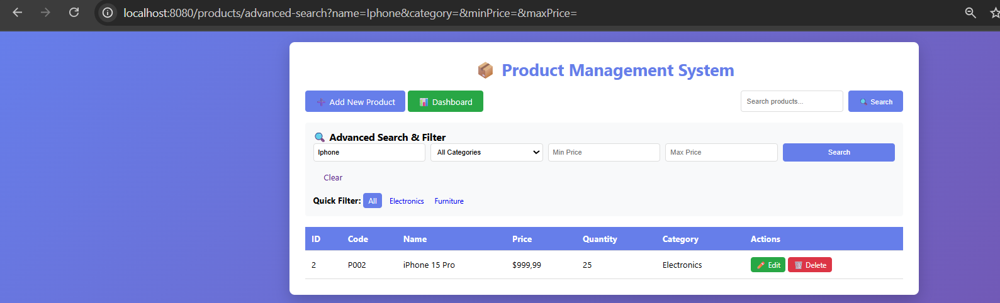 localhost:8080/products/advanced-search?name=Iphone&category=&minPrice=&maxPrice=
Product Management System
Add New Product Dashboard Search products... Search
Advanced Search & Filter
Iphone All Categories Min Price Max Price Search
Clear
Quick Filter: All Electronics Furniture
ID Code Name Price Quantity Category Actions
2 P002 iPhone 15 Pro $999,99 25 Electronics Edit Delete